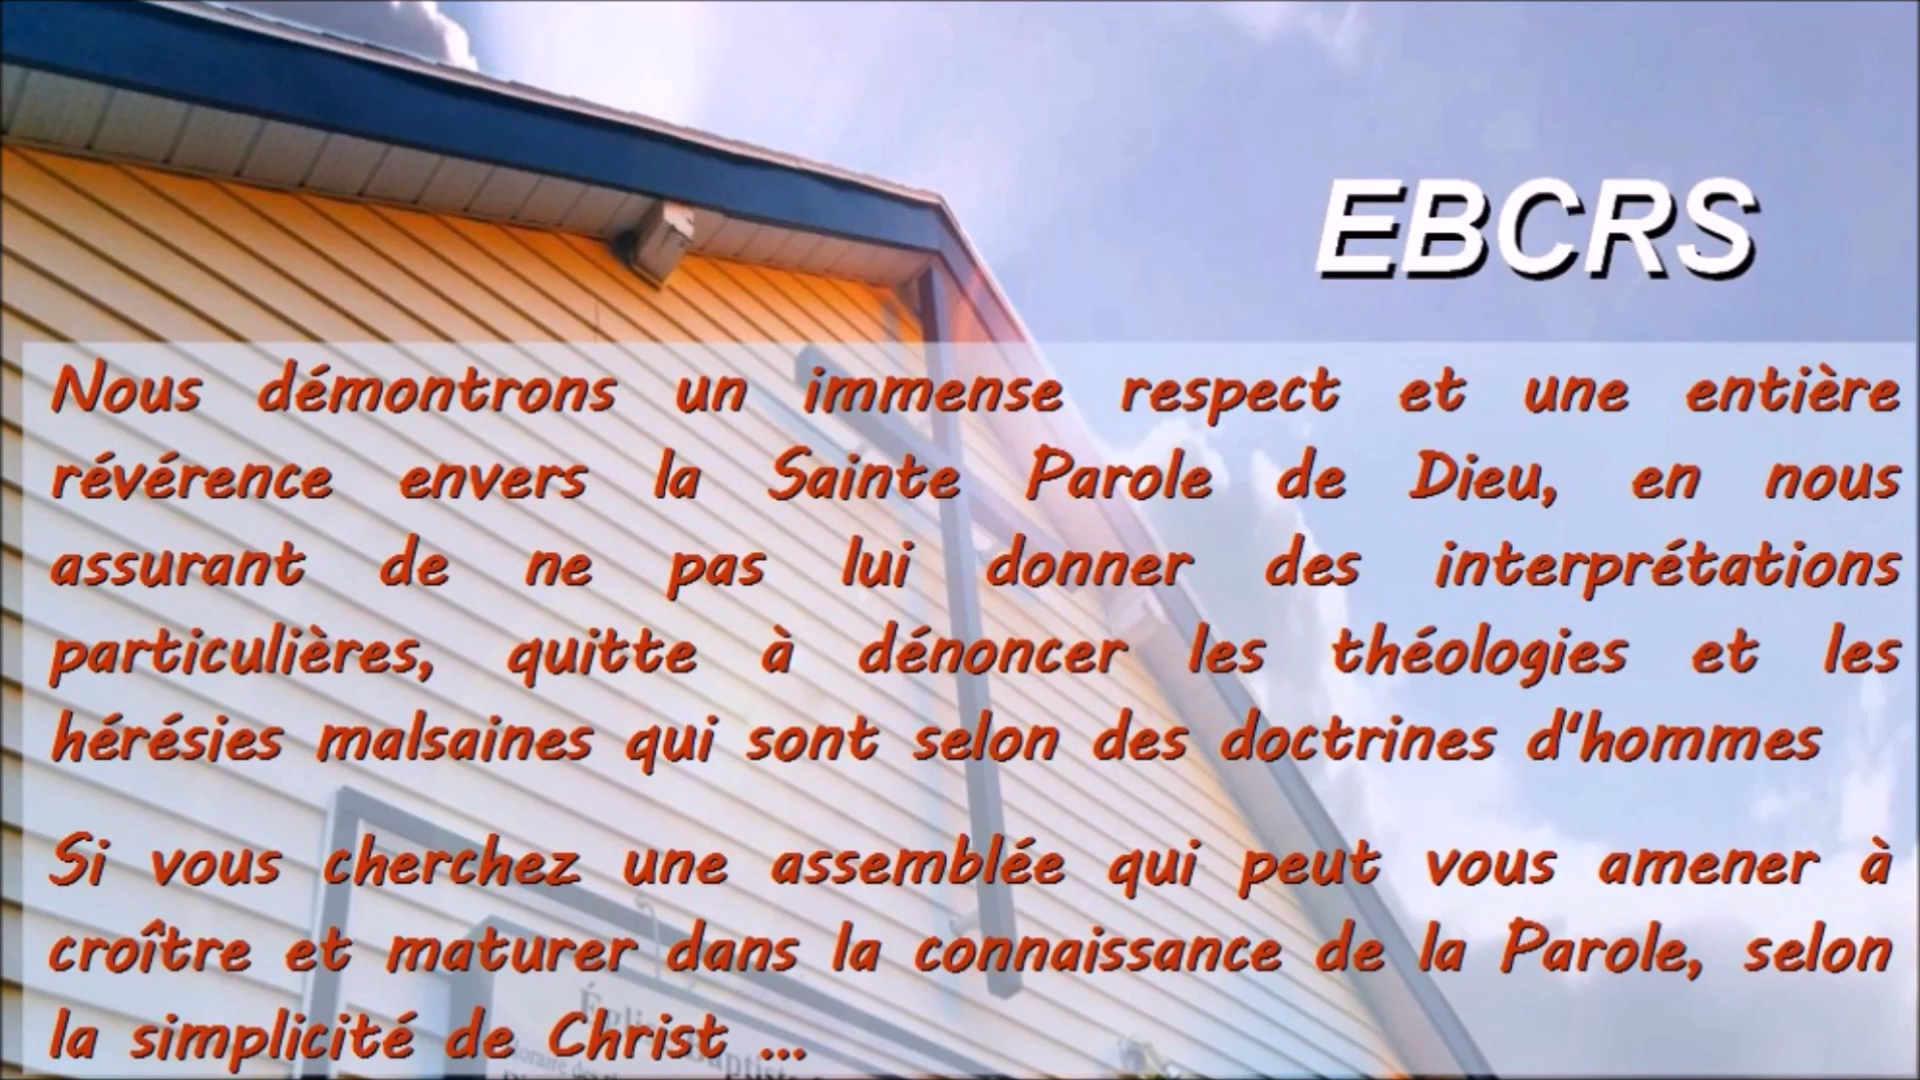 EBCRS
Nous démontrons un immense respect et une entière
révérence envers la Sainte Parole de Dieu, en nous
assurant de ne pas lui donner des interprétations
particulières, quitte à dénoncer les théologies et les
hérésies malsaines qui sont selon des doctrines d‘hommes
Si vous cherchez une assemblée qui peut vous amener à
croître et maturer dans la connaissance de la Parole, selon
la simplicité de Christ ...
Église Baptiste